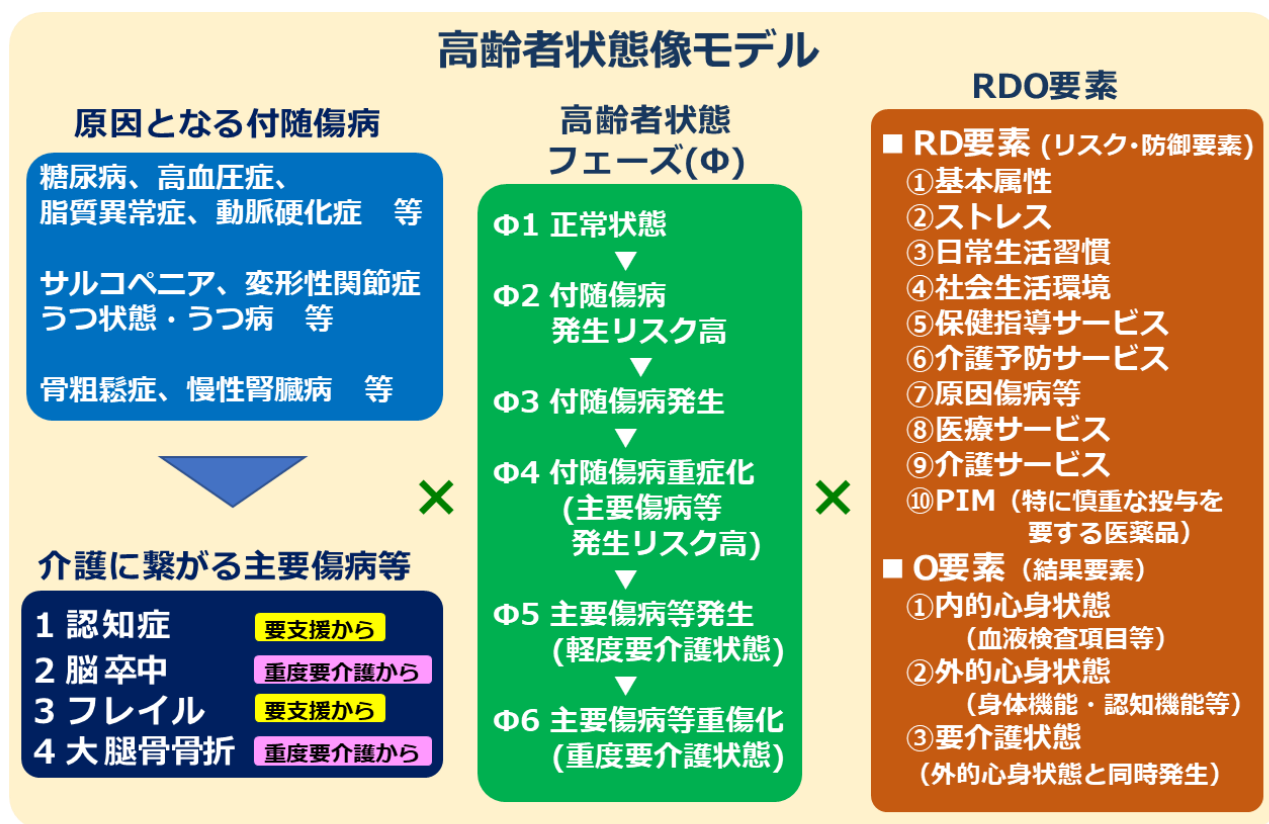 高齢者状態像モデル
原因となる付随傷病
糖尿病、高血圧症、
脂質異常症、動脈硬化症　等
サルコペニア、変形性関節症
うつ状態・うつ病　等
骨粗鬆症、慢性腎臓病　等
介護に繋がる主要傷病等
1 認知症 要支援から
2 脳卒中 重度要介護から
3 フレイル 要支援から
4 大腿骨骨折 重度要介護から
×
高齢者状態
フェーズ(Φ)
Φ1 正常状態
▼
Φ2 付随傷病
発生リスク高
▼
Φ3 付随傷病発生
▼
Φ4 付随傷病重症化
(主要傷病等
発生リスク高)
▼
Φ5 主要傷病等発生
(軽度要介護状態)
▼
Φ6 主要傷病等重傷化
(重度要介護状態)
×
RDO要素
■ RD要素 (リスク・防御要素)
①基本属性
②ストレス
③日常生活習慣
④社会生活環境
⑤保健指導サービス
⑥介護予防サービス
⑦原因傷病等
⑧医療サービス
⑨介護サービス
⑩PIM（特に慎重な投与を
要する医薬品）
■ O要素（結果要素）
①内的心身状態
（血液検査項目等）
②外的心身状態
（身体機能・認知機能等）
③要介護状態
（外的心身状態と同時発生）